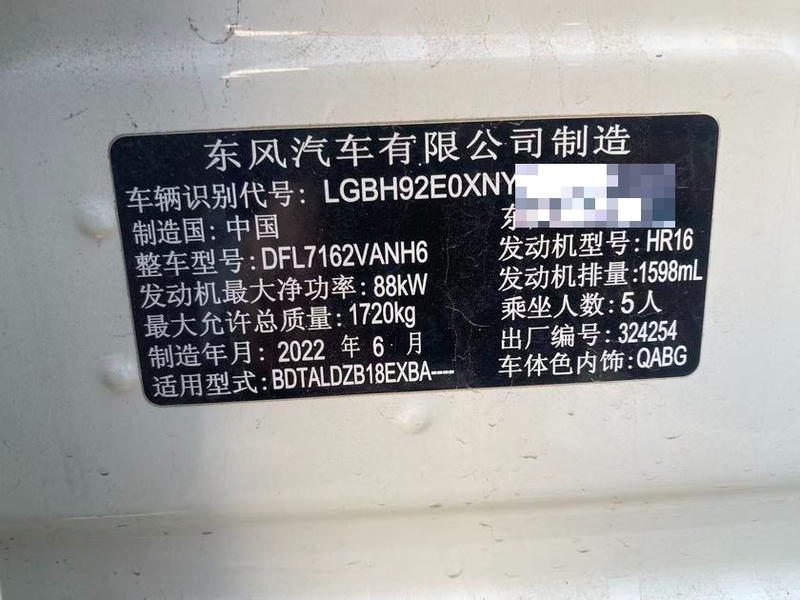 东风汽车有限公司制造
车辆识别代号: LGBH92E0XNY
制造国: 中国 东
整车型号: DFL7162VANH6 发动机型号: HR16
发动机最大净功率: 88kW 发动机排量: 1598mL
最大允许总质量: 1720kg 乘坐人数: 5人
制造年月: 2022 年 6 月 出厂编号: 324254
适用型式: BDTALDZB18EXBA---- 车体色内饰: QABG